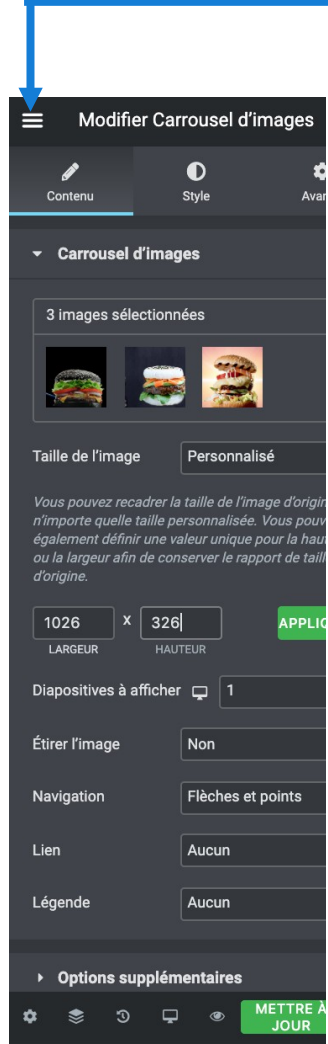 Modifier Carrousel d'images
Contenu
Style
Avan
Carrousel d'images
3 images sélectionnées
Taille de l'image
Personnalisé
Vous pouvez recadrer la taille de l'image d'origin
n'importe quelle taille personnalisée. Vous pouv
également définir une valeur unique pour la haut
ou la largeur afin de conserver le rapport de taill
d'origine.
1026 x 326
APPLIQ
LARGEUR HAUTEUR
Diapositives à afficher 1
Étirer l'image Non
Navigation Flèches et points
Lien Aucun
Légende Aucun
Options supplémentaires
METTRE À
JOUR